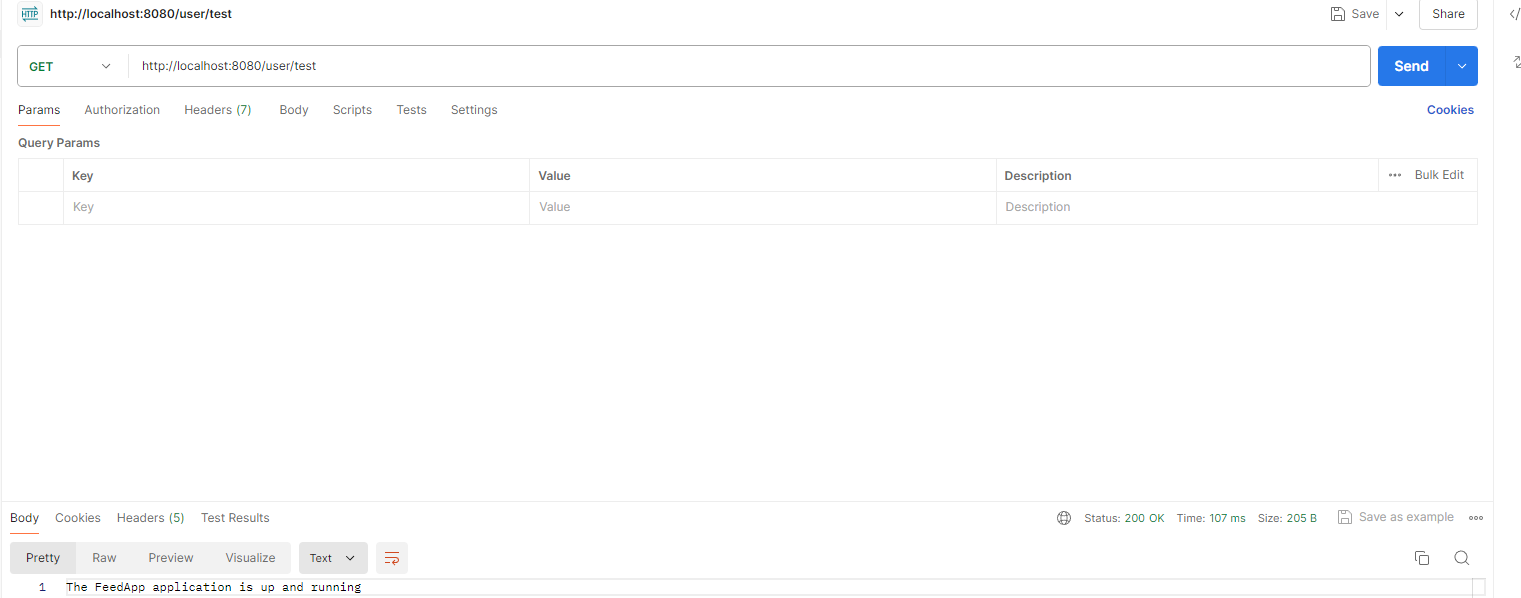 HTTP http://localhost:8080/user/test Save Share
GET http://localhost:8080/user/test Send
Params Authorization Headers (7) Body Scripts Tests Settings Cookies
Query Params
Key Value Description Bulk Edit
Key Value Description
Body Cookies Headers (5) Test Results Status: 200 OK Time: 107 ms Size: 205 B Save as example
Pretty Raw Preview Visualize Text
1 The FeedApp application is up and running